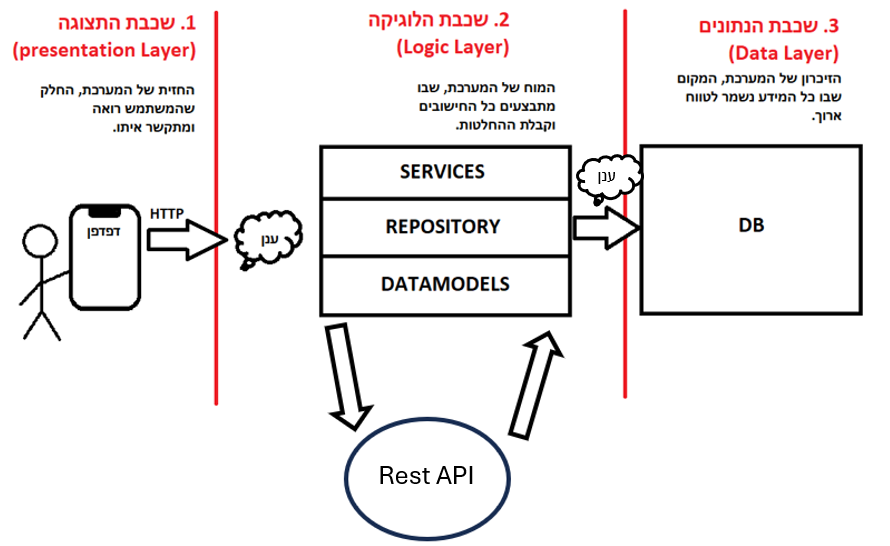 1. שכבת התצוגה
(presentation Layer)
החזית של המערכת, החלק
שהמשתמש רואה
ומתקשר איתו.
דפדפן
HTTP
ענן
2. שכבת הלוגיקה
(Logic Layer)
המוח של המערכת, שבו
מתבצעים כל החישובים
וקבלת ההחלטות.
SERVICES
REPOSITORY
DATAMODELS
Rest API
ענן
3. שכבת הנתונים
(Data Layer)
הזיכרון של המערכת, המקום
שבו כל המידע נשמר לטווח
ארוך.
DB